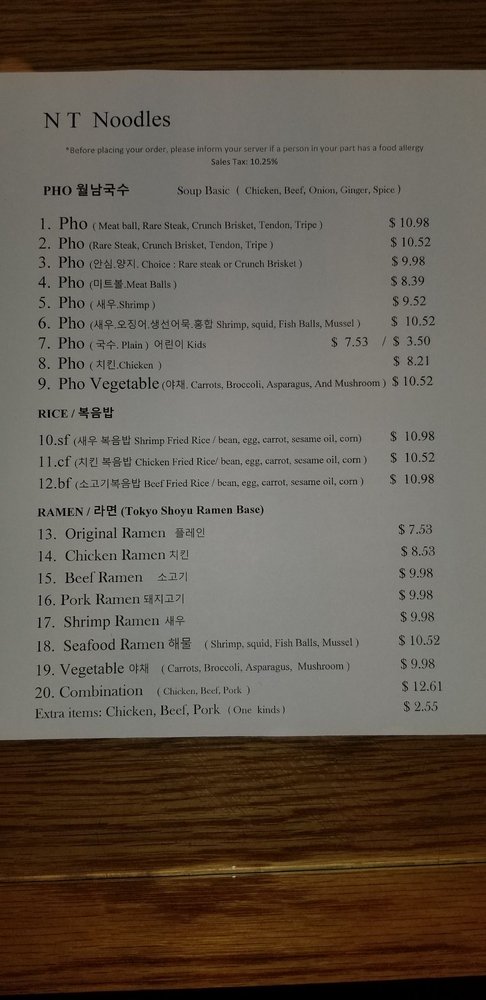 N T Noodles
*Before placing your order, please inform your server if a person in your part has a food allergy
Sales Tax: 10.25%
PHO 월남국수 Soup Basic ( Chicken, Beef, Onion, Ginger, Spice )
1. Pho ( Meat ball, Rare Steak, Crunch Brisket, Tendon, Tripe ) $ 10.98
2. Pho (Rare Steak, Crunch Brisket, Tendon, Tripe ) $ 10.52
3. Pho (안심.양지. Choice : Rare steak or Crunch Brisket ) $ 9.98
4. Pho (미트볼.Meat Balls ) $ 8.39
5. Pho ( 새우.Shrimp ) $ 9.52
6. Pho (새우.오징어.생선어묵.홍합 Shrimp, squid, Fish Balls, Mussel ) $ 10.52
7. Pho ( 국수. Plain ) 어린이 Kids $ 7.53 / $ 3.50
8. Pho ( 치킨.Chicken ) $ 8.21
9. Pho Vegetable (야채. Carrots, Broccoli, Asparagus, And Mushroom ) $ 10.52
RICE / 복음밥
10.sf (새우 복음밥 Shrimp Fried Rice / bean, egg, carrot, sesame oil, corn) $ 10.98
11.cf (치킨 복음밥 Chicken Fried Rice/ bean, egg, carrot, sesame oil, corn ) $ 10.52
12.bf (소고기복음밥 Beef Fried Rice / bean, egg, carrot, sesame oil, corn ) $ 10.98
RAMEN / 라면 (Tokyo Shoyu Ramen Base)
13. Original Ramen 플레인 $ 7.53
14. Chicken Ramen 치킨 $ 8.53
15. Beef Ramen 소고기 $ 9.98
16. Pork Ramen 돼지고기 $ 9.98
17. Shrimp Ramen 새우 $ 9.98
18. Seafood Ramen 해물 ( Shrimp, squid, Fish Balls, Mussel ) $ 10.52
19. Vegetable 야채 ( Carrots, Broccoli, Asparagus, Mushroom ) $ 9.98
20. Combination ( Chicken, Beef, Pork ) $ 12.61
Extra items: Chicken, Beef, Pork ( One kinds ) $ 2.55